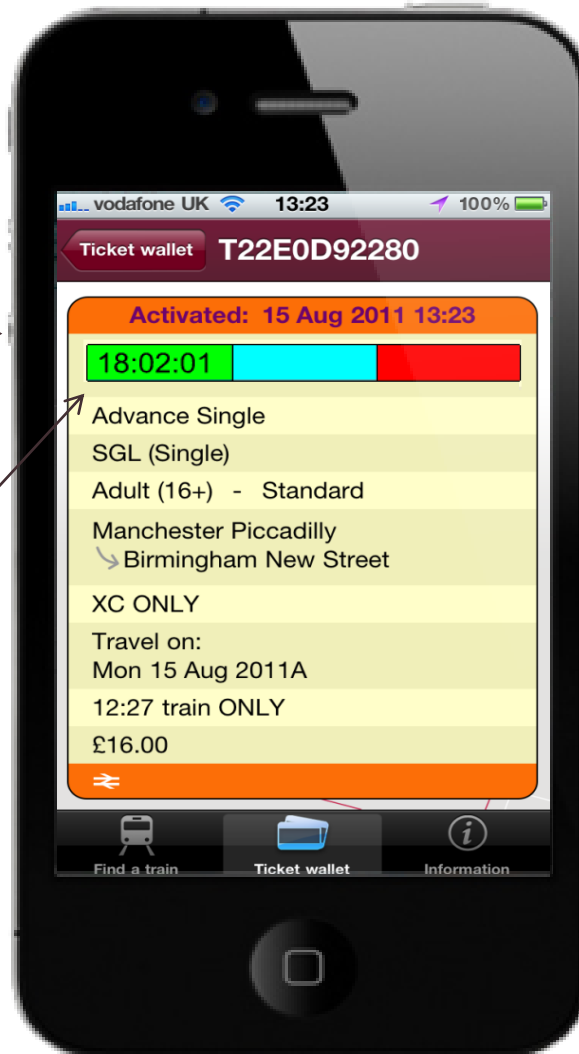 vodafone UK 13:23 100%
Ticket wallet T22E0D92280
Activated: 15 Aug 2011 13:23
18:02:01
Advance Single
SGL (Single)
Adult (16+) - Standard
Manchester Piccadilly
Birmingham New Street
XC ONLY
Travel on:
Mon 15 Aug 2011A
12:27 train ONLY
£16.00
Find a train Ticket wallet Information